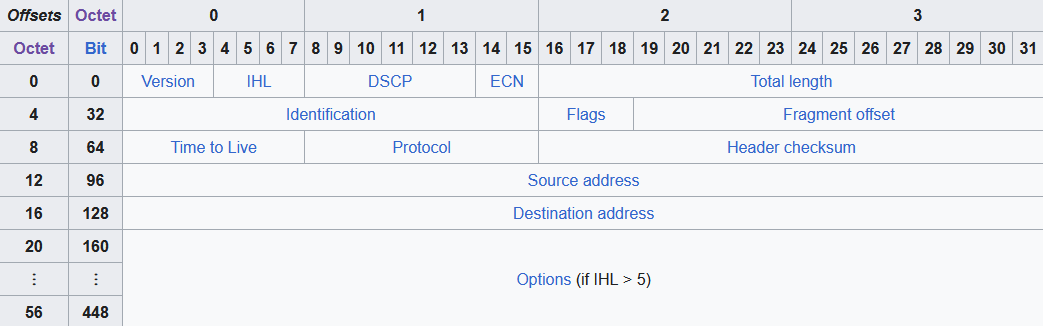 Offsets Octet 0 1 2 3
Octet Bit 0 1 2 3 4 5 6 7 8 9 10 11 12 13 14 15 16 17 18 19 20 21 22 23 24 25 26 27 28 29 30 31
0 0 Version IHL DSCP ECN Total length
4 32 Identification Flags Fragment offset
8 64 Time to Live Protocol Header checksum
12 96 Source address
16 128 Destination address
20 160
⋮ ⋮ Options (if IHL > 5)
56 448